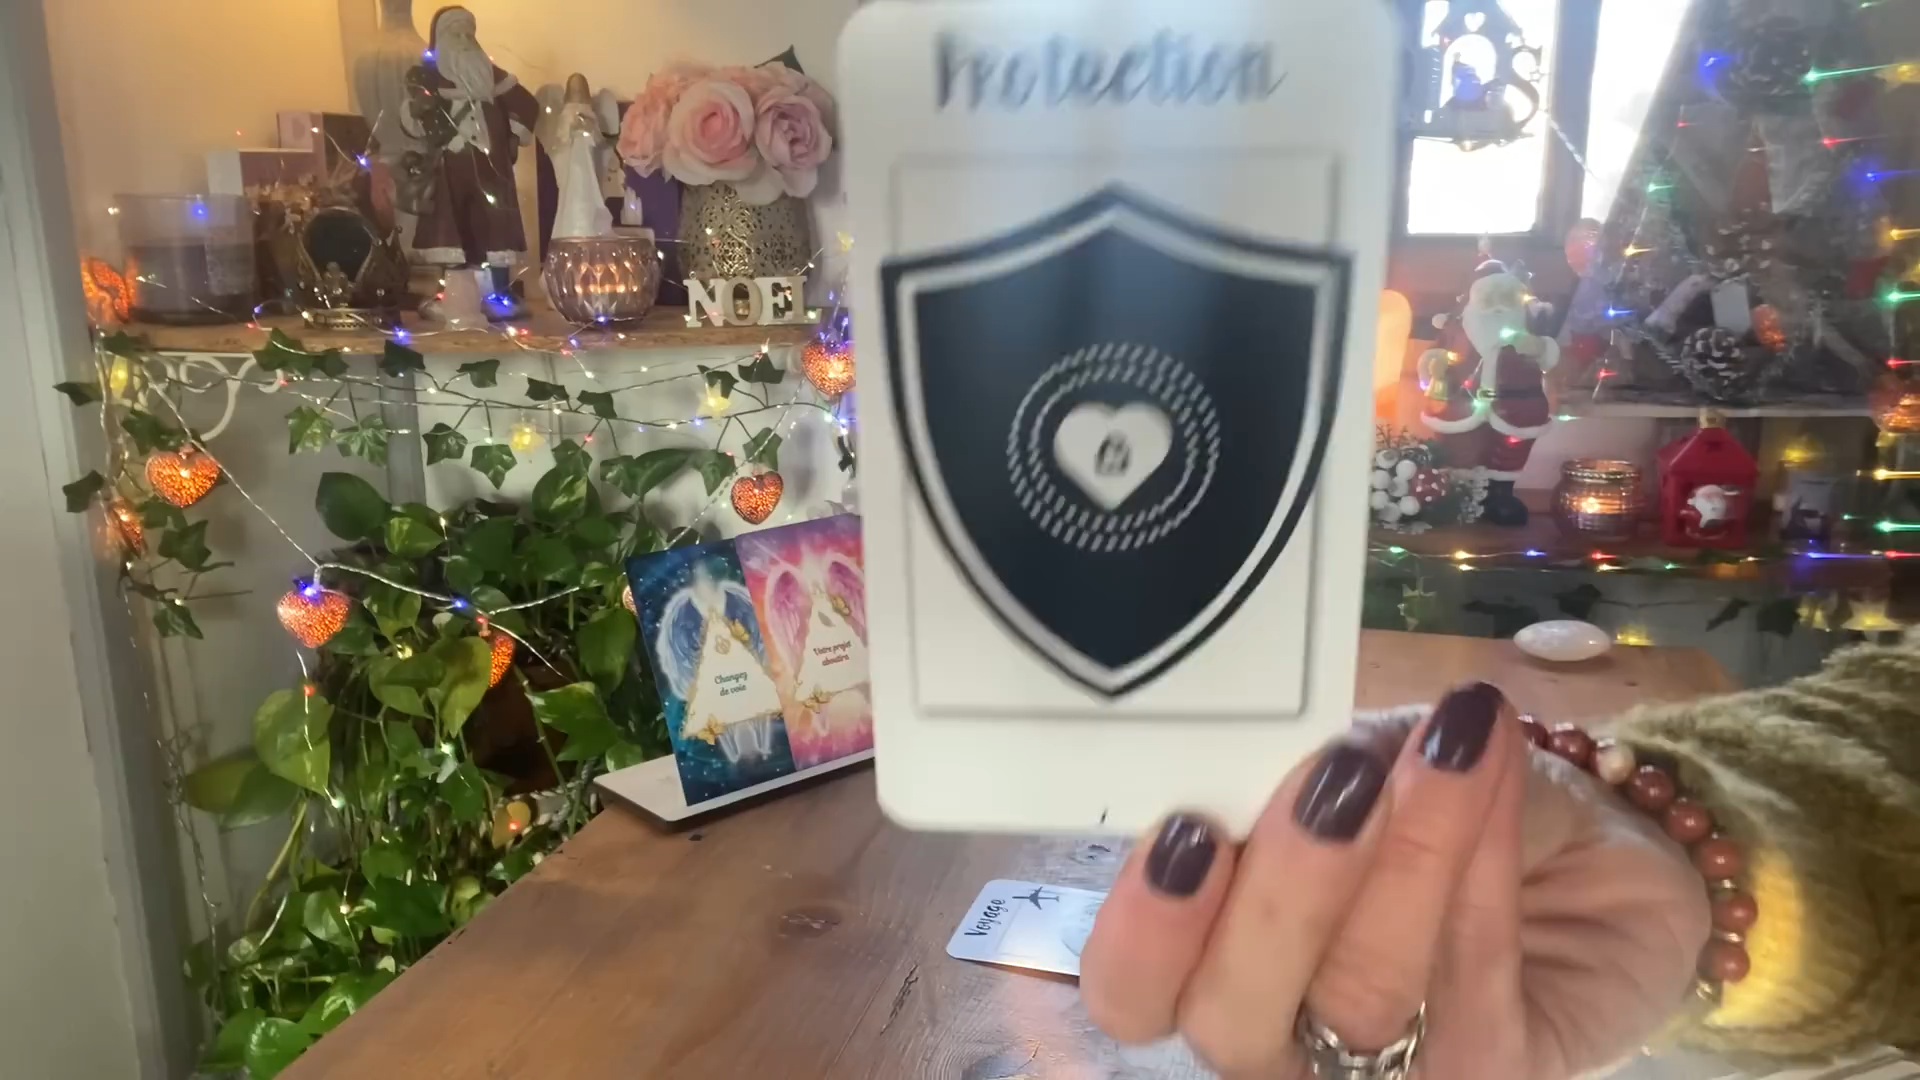 Protection
NOEL
Changez
de voie
Votre projet
aboutira
Voyage